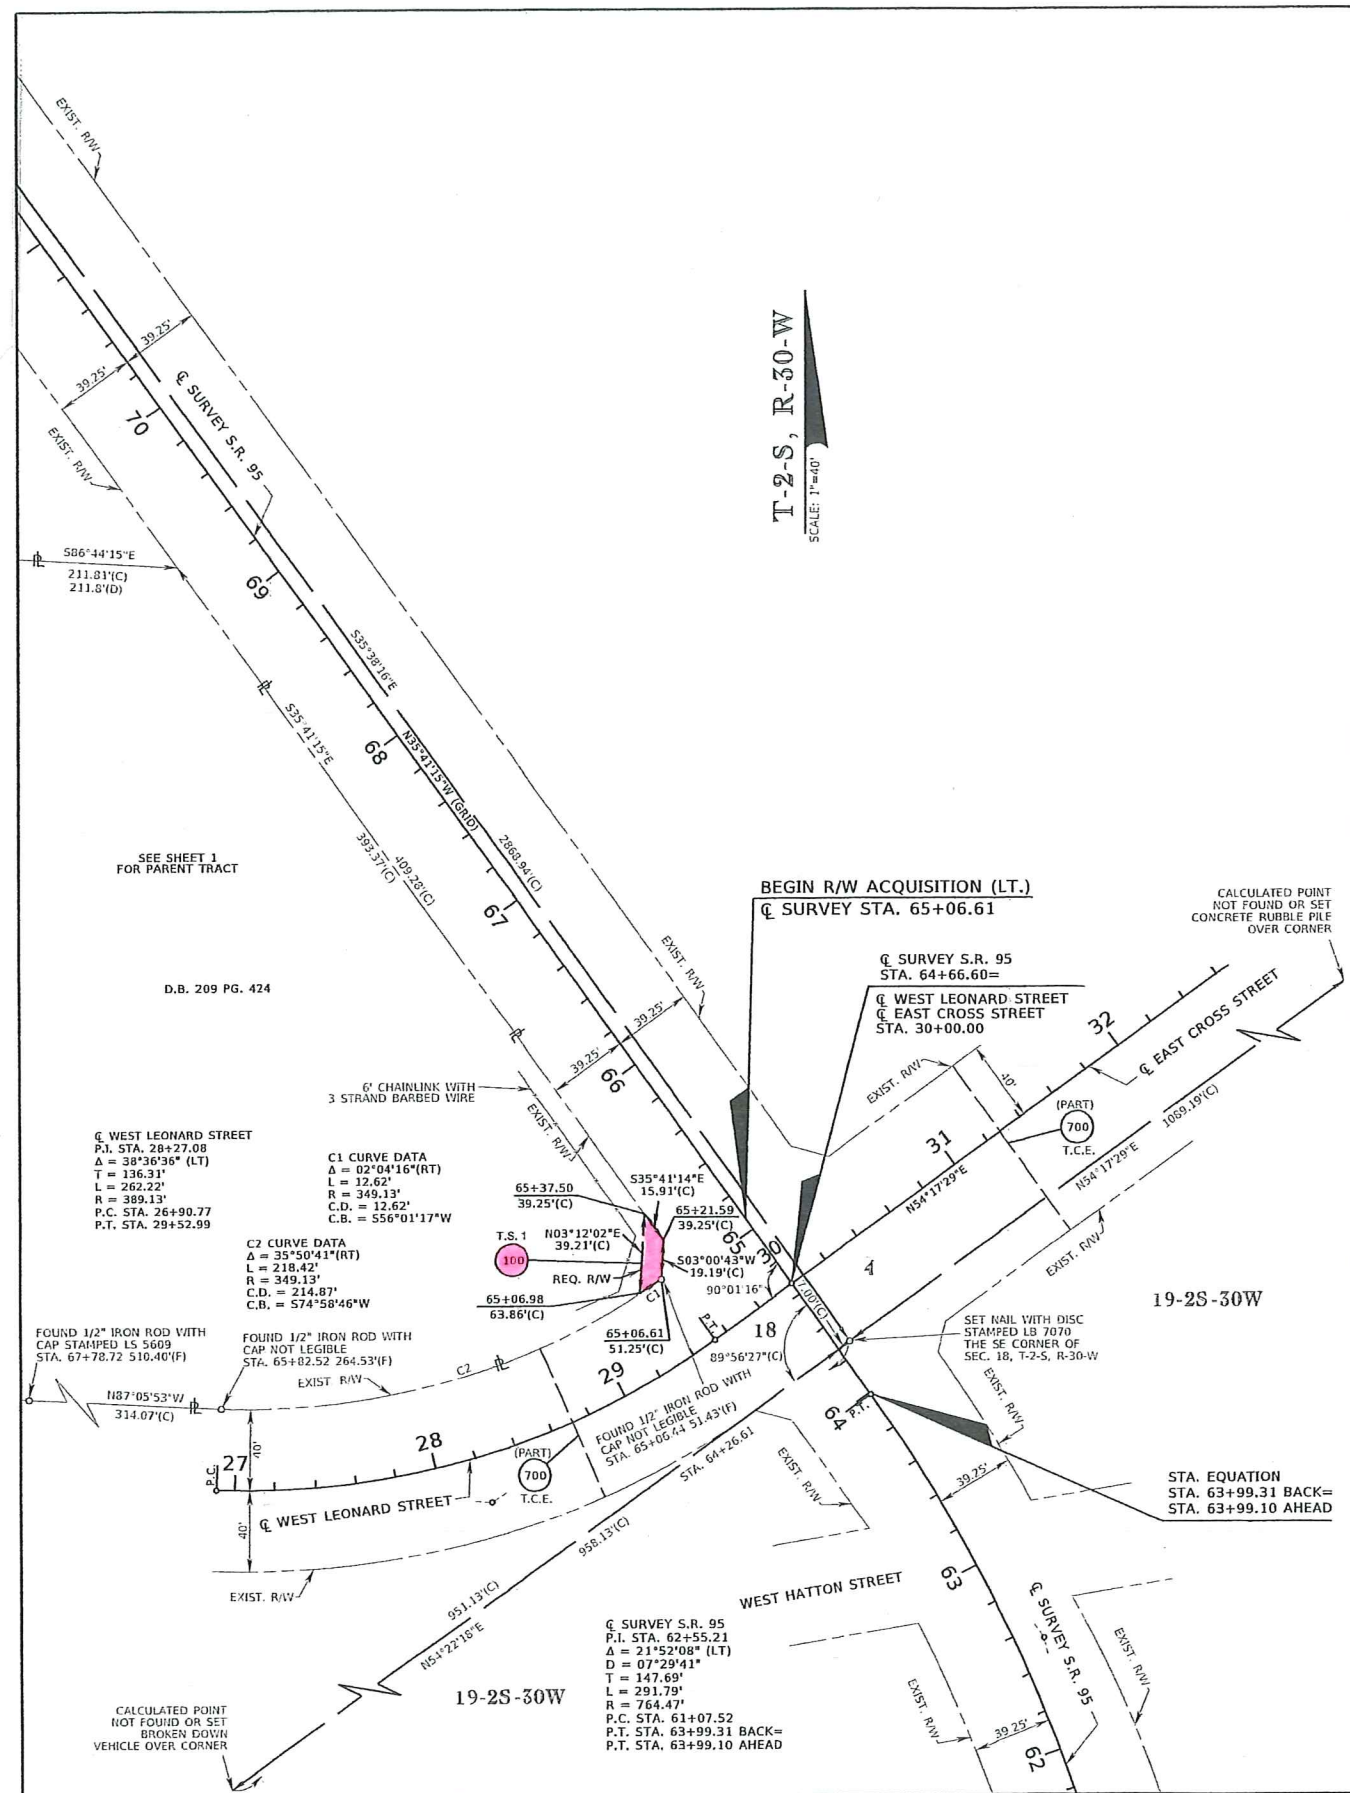 EXIST. R/W
39.25'
39.25'
℄ SURVEY S.R. 95
70
EXIST. R/W
T-2-S, R-30-W
SCALE: 1"=40'
S86°44'15"E
211.81'(C)
211.8'(D)
69
S35°38'16"E
S35°41'15"E
68
N35°41'15"W (GRID)
2868.94'(C)
409.28'(C)
393.37'(C)
67
SEE SHEET 1
FOR PARENT TRACT
D.B. 209 PG. 424
BEGIN R/W ACQUISITION (LT.)
℄ SURVEY STA. 65+06.61
CALCULATED POINT
NOT FOUND OR SET
CONCRETE RUBBLE PILE
OVER CORNER
℄ SURVEY S.R. 95
STA. 64+66.60=
℄ WEST LEONARD STREET
℄ EAST CROSS STREET
STA. 30+00.00
EXIST. R/W
39.25'
39.25'
66
32
℄ EAST CROSS STREET
EXIST. R/W
40'
6' CHAINLINK WITH
3 STRAND BARBED WIRE
EXIST. R/W
(PART)
700
T.C.E.
31
1089.19'(C)
N54°17'29"E
N54°17'29"E
℄ WEST LEONARD STREET
P.I. STA. 28+27.08
Δ = 38°36'36" (LT)
T = 136.31'
L = 262.22'
R = 389.13'
P.C. STA. 26+90.77
P.T. STA. 29+52.99
C1 CURVE DATA
Δ = 02°04'16"(RT)
L = 12.62'
R = 349.13'
C.D. = 12.62'
C.B. = S56°01'17"W
C2 CURVE DATA
Δ = 35°50'41"(RT)
L = 218.42'
R = 349.13'
C.D. = 214.87'
C.B. = S74°58'46"W
65+37.50
39.25'(C)
S35°41'14"E
15.91'(C)
65+21.59
39.25'(C)
T.S. 1
100
N03°12'02"E
39.21'(C)
REQ. R/W
S03°00'43"W
19.19'(C)
65+06.98
63.86'(C)
C1
65+06.61
51.25'(C)
65
30
90°01'16"
EXIST. R/W
4
19-2S-30W
7.00'(C)
P.T.
18
89°56'27"(C)
SET NAIL WITH DISC
STAMPED LB 7070
THE SE CORNER OF
SEC. 18, T-2-S, R-30-W
FOUND 1/2" IRON ROD WITH
CAP STAMPED LS 5609
STA. 67+78.72 510.40'(F)
FOUND 1/2" IRON ROD WITH
CAP NOT LEGIBLE
STA. 65+82.52 264.53'(F)
EXIST. R/W
C2
N87°05'53"W
314.07'(C)
29
FOUND 1/2" IRON ROD WITH
CAP NOT LEGIBLE
STA. 65+06.44 51.43'(F)
EXIST. R/W
64
P.T.
STA. 64+26.61
28
40'
27
P.C.
(PART)
700
T.C.E.
EXIST. R/W
39.25'
STA. EQUATION
STA. 63+99.31 BACK=
STA. 63+99.10 AHEAD
℄ WEST LEONARD STREET
40'
958.13'(C)
EXIST. R/W
WEST HATTON STREET
63
951.13'(C)
N54°22'18"E
℄ SURVEY S.R. 95
EXIST. R/W
℄ SURVEY S.R. 95
P.I. STA. 62+55.21
Δ = 21°52'08" (LT)
D = 07°29'41"
T = 147.69'
L = 291.79'
R = 764.47'
P.C. STA. 61+07.52
P.T. STA. 63+99.31 BACK=
P.T. STA. 63+99.10 AHEAD
19-2S-30W
EXIST. R/W
39.25'
62
CALCULATED POINT
NOT FOUND OR SET
BROKEN DOWN
VEHICLE OVER CORNER